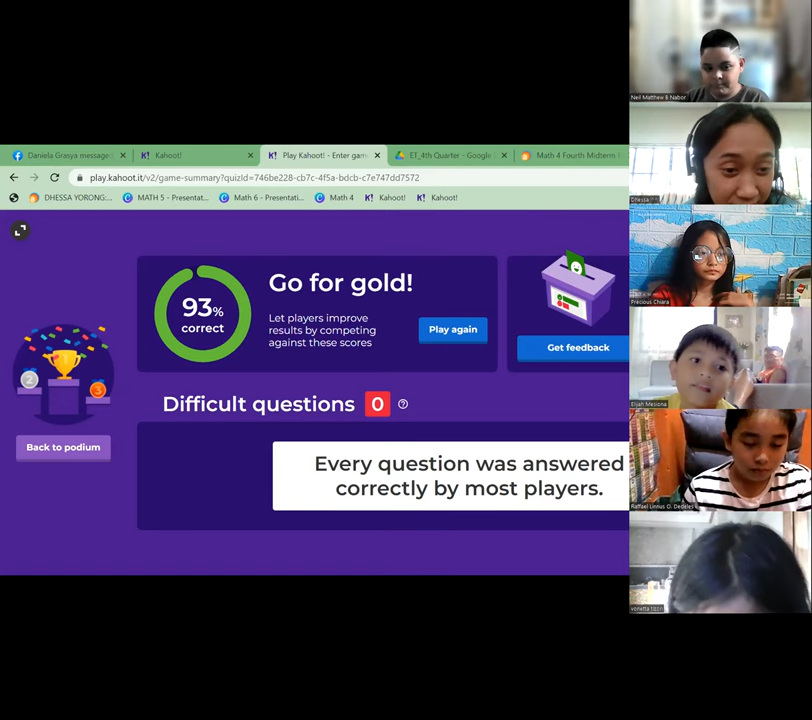 Daniela Grasya message
Kahoot!
Play Kahoot! - Enter gam
ET_4th Quarter - Google
Math 4 Fourth Midterm
play.kahoot.it/v2/game-summary?quizId=746be228-cb7c-4f5a-bdcb-c7e747dd7572
DHESSA YORONG:...
MATH 5 - Presentat...
Math 6 - Presentati...
Math 4
Kahoot!
Kahoot!
93%
correct
Go for gold!
Let players improve
results by competing
against these scores
Play again
Get feedback
2
3
Back to podium
Difficult questions 0
Every question was answered
correctly by most players.
Neil Matthew B Nabor
Dhessa
Precious Chiara
Elijah Mesiona
Raffael Linnus O. Dedeles